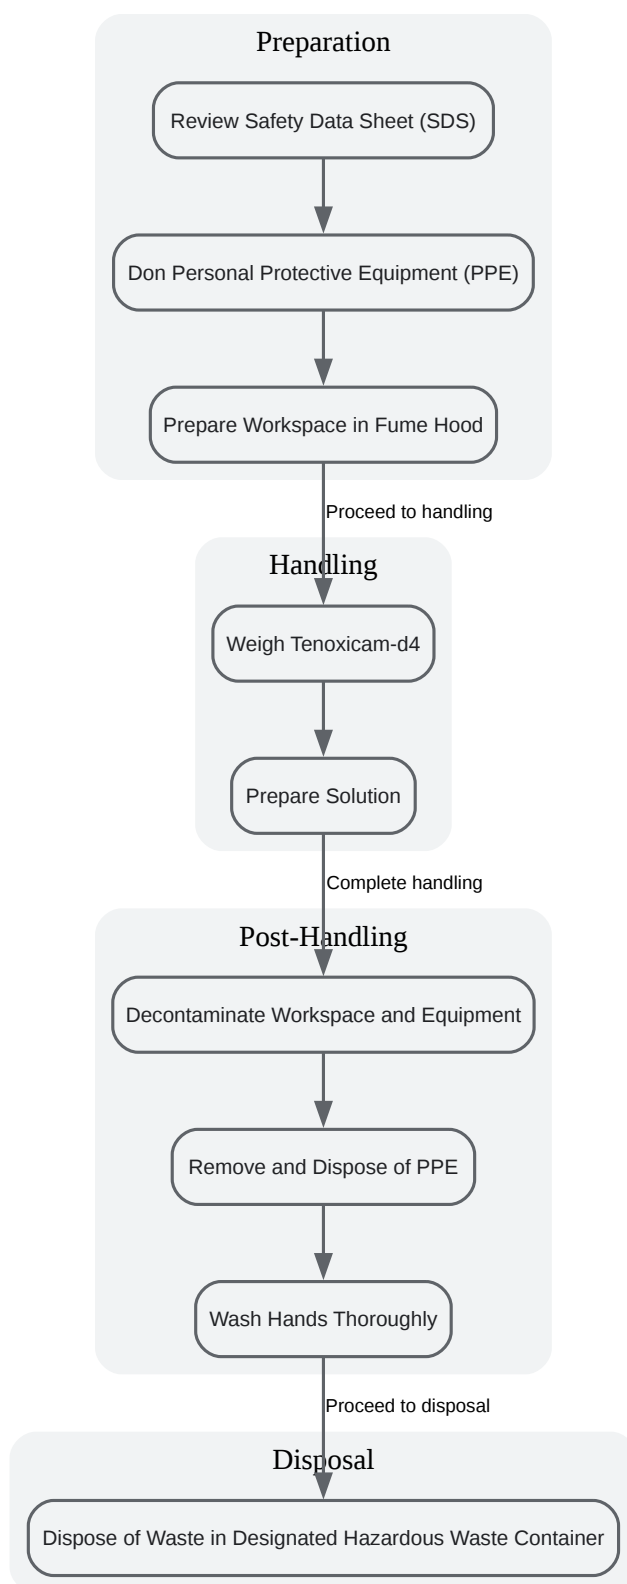 Preparation
Review Safety Data Sheet (SDS)
Don Personal Protective Equipment (PPE)
Prepare Workspace in Fume Hood
Proceed to handling
Handling
Weigh Tenoxicam-d4
Prepare Solution
Complete handling
Post-Handling
Decontaminate Workspace and Equipment
Remove and Dispose of PPE
Wash Hands Thoroughly
Proceed to disposal
Disposal
Dispose of Waste in Designated Hazardous Waste Container